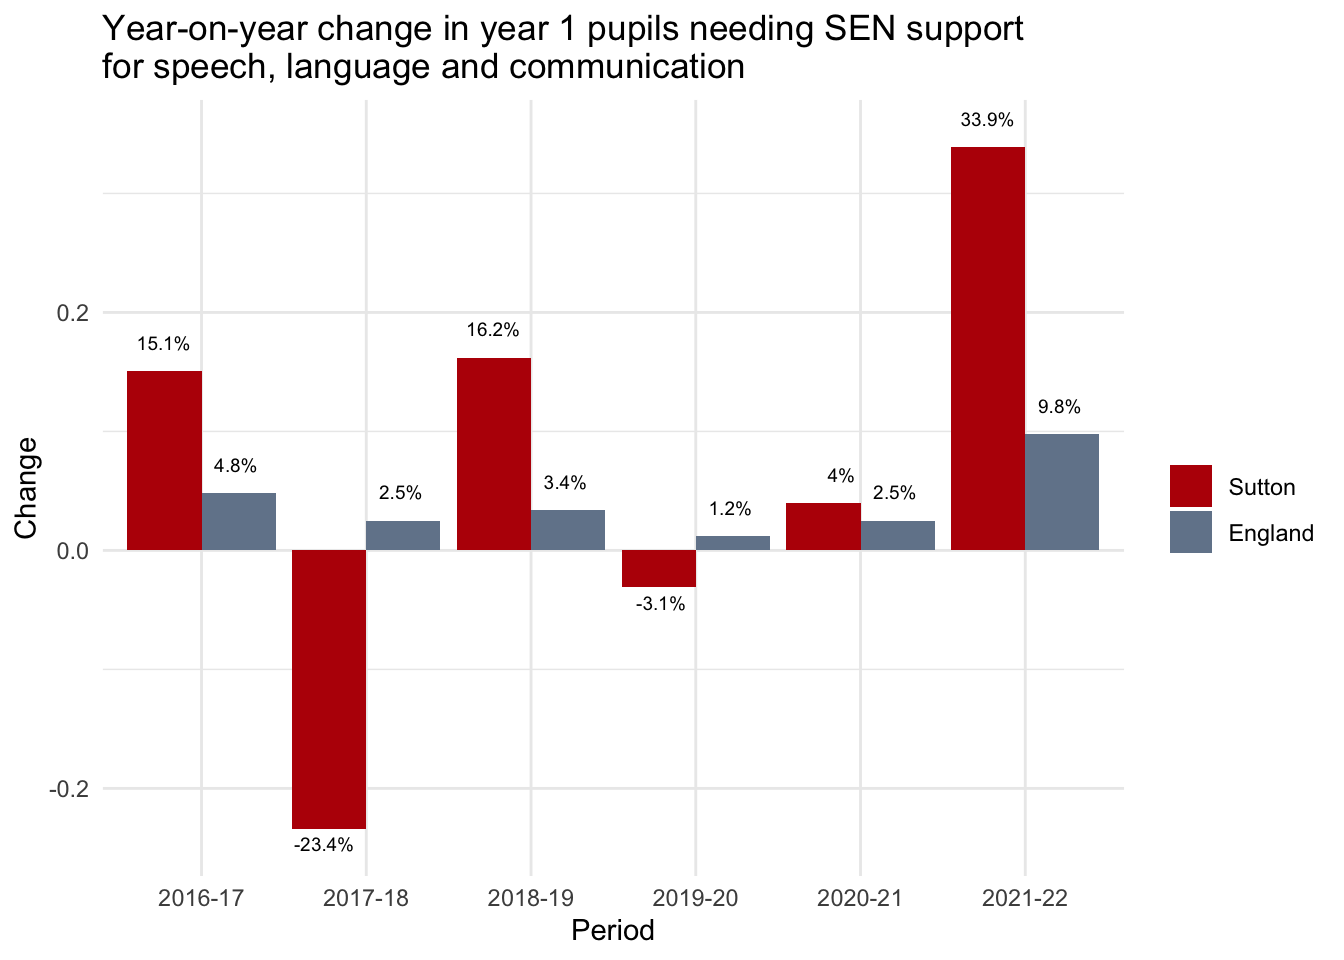 Year-on-year change in year 1 pupils needing SEN support
for speech, language and communication
33.9%
0.2
16.2%
15.1%
9.8%
4.8%
2.5%
3.4%
1.2%
4%
2.5%
Change
Sutton
England
0.0
-3.1%
-0.2
-23.4%
2016-17 2017-18 2018-19 2019-20 2020-21 2021-22
Period